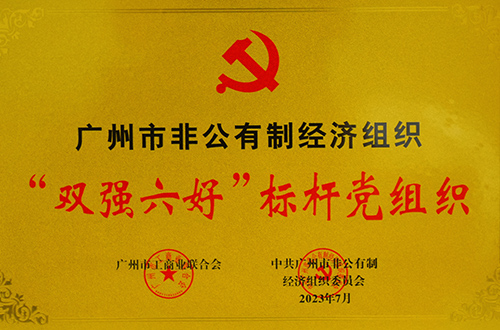 广州市非公有制经济组织
“双强六好”标杆党组织
广州市工商业联合会
中共广州市非公有制
经济组织委员会
2023年7月